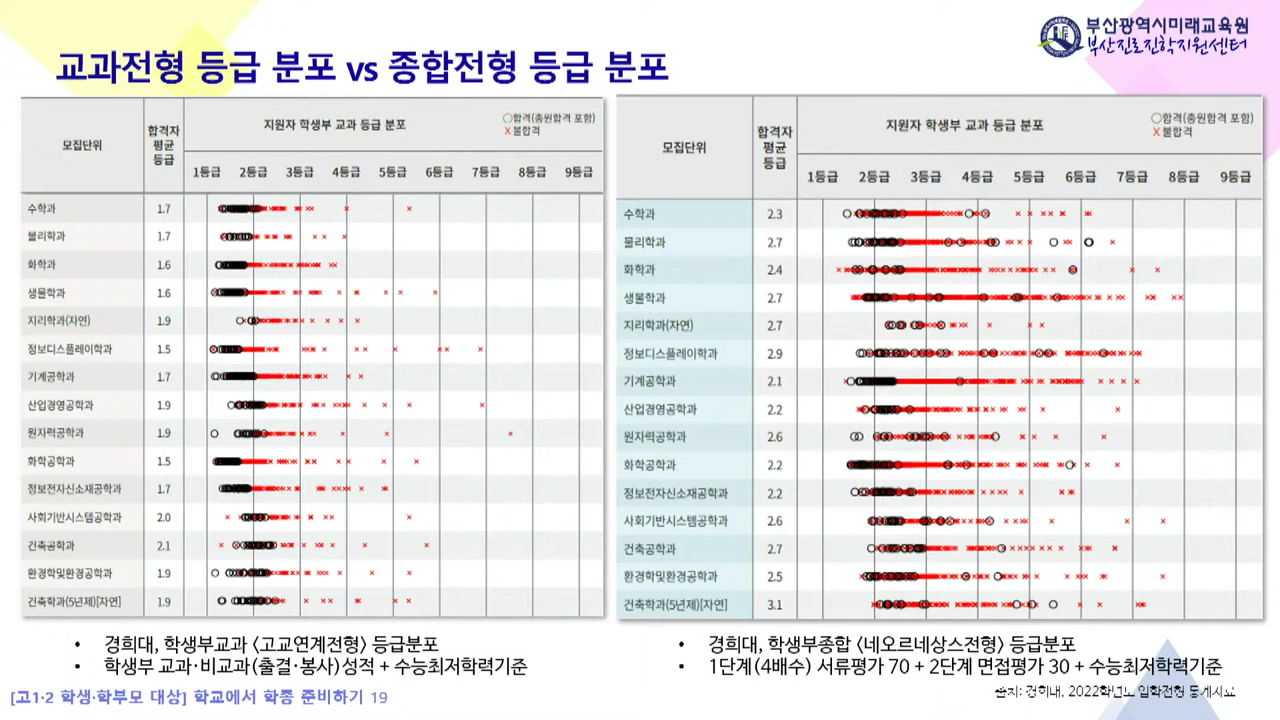 부산광역시미래교육원
부산진로진학지원센터
교과전형 등급 분포 vs 종합전형 등급 분포
모집단위 합격자 평균 등급 지원자 학생부 교과 등급 분포 ○합격(충원합격 포함) X불합격
1등급 2등급 3등급 4등급 5등급 6등급 7등급 8등급 9등급
수학과 1.7
물리학과 1.7
화학과 1.6
생물학과 1.6
지리학과(자연) 1.9
정보디스플레이학과 1.5
기계공학과 1.7
산업경영공학과 1.9
원자력공학과 1.9
화학공학과 1.5
정보전자신소재공학과 1.7
사회기반시스템공학과 2.0
건축공학과 2.1
환경학및환경공학과 1.9
건축학과(5년제)[자연] 1.9
모집단위 합격자 평균 등급 지원자 학생부 교과 등급 분포 ○합격(충원합격 포함) X불합격
1등급 2등급 3등급 4등급 5등급 6등급 7등급 8등급 9등급
수학과 2.3
물리학과 2.7
화학과 2.4
생물학과 2.7
지리학과(자연) 2.7
정보디스플레이학과 2.9
기계공학과 2.1
산업경영공학과 2.2
원자력공학과 2.6
화학공학과 2.2
정보전자신소재공학과 2.2
사회기반시스템공학과 2.6
건축공학과 2.7
환경학및환경공학과 2.5
건축학과(5년제)[자연] 3.1
• 경희대, 학생부교과 <고교연계전형> 등급분포
• 학생부 교과·비교과(출결·봉사)성적 + 수능최저학력기준
• 경희대, 학생부종합 <네오르네상스전형> 등급분포
• 1단계(4배수) 서류평가 70 + 2단계 면접평가 30 + 수능최저학력기준
[고1·2 학생·학부모 대상] 학교에서 학종 준비하기 19
출처: 경희대, 2022학년도 입학전형 통계자료